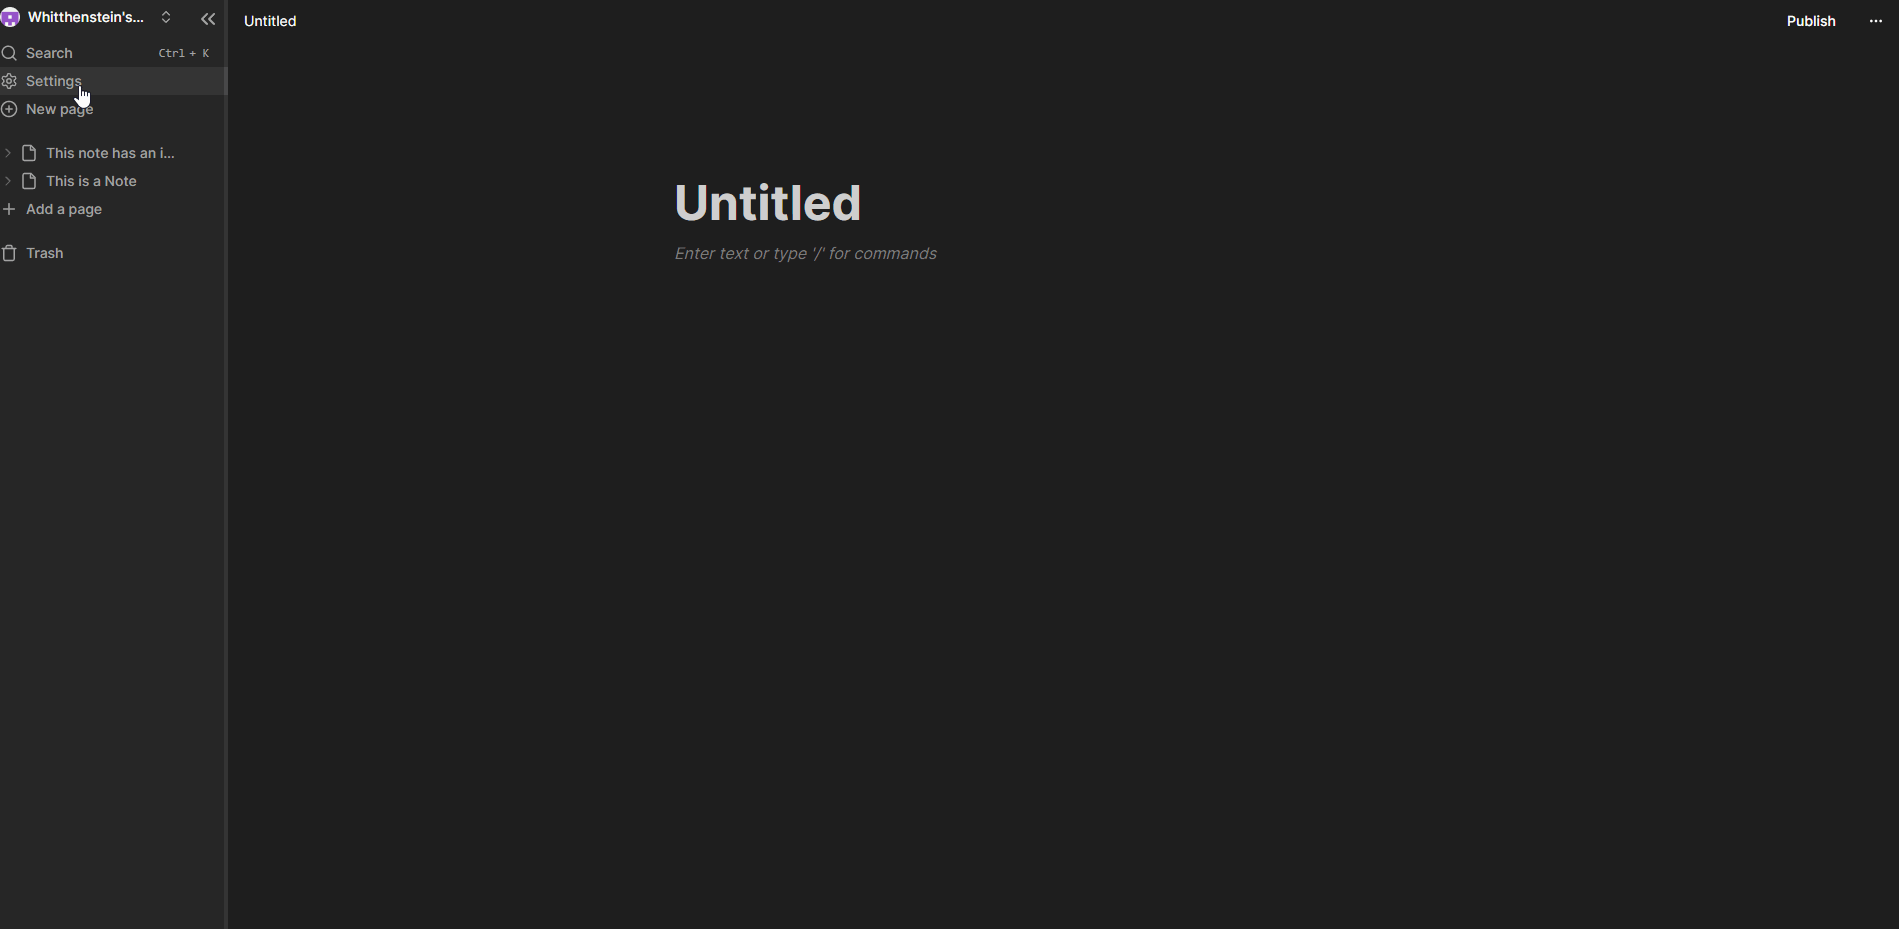 Whitthenstein's...
Untitled
Publish
Search
Ctrl + K
Settings
New page
This note has an i...
This is a Note
Add a page
Trash
Untitled
Enter text or type '/' for commands